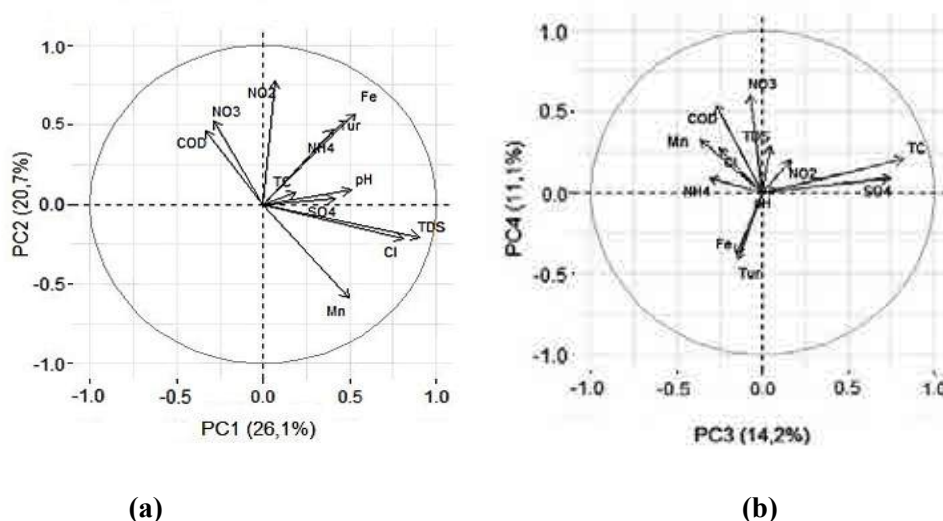 1.0
0.5
0.0
-0.5
-1.0
PC2 (20,7%)
NO2
Fe
NO3
Tur
COD
NH4
TC
pH
SO4
TDS
Cl
Mn
-1.0
-0.5
0.0
0.5
1.0
PC1 (26,1%)
(a)
1.0
0.5
0.0
-0.5
-1.0
PC4 (11,1%)
NO3
COD
TDS
Mn
Cl
TC
NO2
NH4
SO4
pH
Fe
Tur
-1.0
-0.5
0.0
0.5
1.0
PC3 (14,2%)
(b)